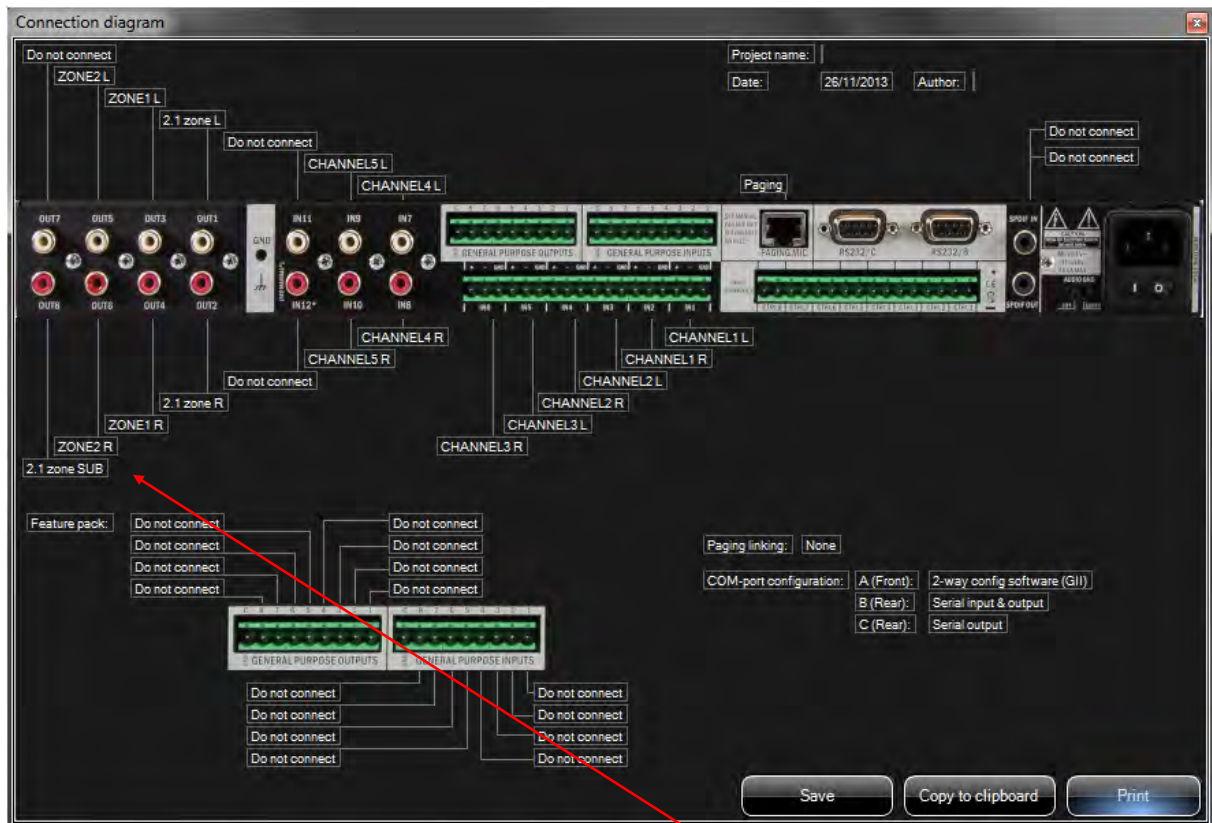 Connection diagram
Do not connect
ZONE2 L
ZONE1 L
2.1 zone L
Do not connect
CHANNEL5 L
CHANNEL4 L
Project name:
Date: 26/11/2013 Author:
Paging
Do not connect
Do not connect
OUT7 OUT5 OUT3 OUT1
GND
IN11 IN9 IN7
GENERAL PURPOSE OUTPUTS
GENERAL PURPOSE INPUTS
PAGING MIC
RS232/C
RS232/B
SPDIF IN
CAUTION
OUT8 OUT6 OUT4 OUT2
IN12* IN10 IN8
IN6 IN5 IN4 IN3 IN2 IN1
SPDIF OUT
I O
CHANNEL4 R
CHANNEL5 R
Do not connect
2.1 zone R
ZONE1 R
ZONE2 R
2.1 zone SUB
CHANNEL1 L
CHANNEL1 R
CHANNEL2 L
CHANNEL2 R
CHANNEL3 L
CHANNEL3 R
Feature pack:
Do not connect Do not connect
Do not connect Do not connect
Do not connect Do not connect
Do not connect Do not connect
GENERAL PURPOSE OUTPUTS
GENERAL PURPOSE INPUTS
Do not connect Do not connect
Do not connect Do not connect
Do not connect Do not connect
Do not connect Do not connect
Paging linking: None
COM-port configuration: A (Front): 2-way config software (GII)
B (Rear): Serial input & output
C (Rear): Serial output
Save
Copy to clipboard
Print